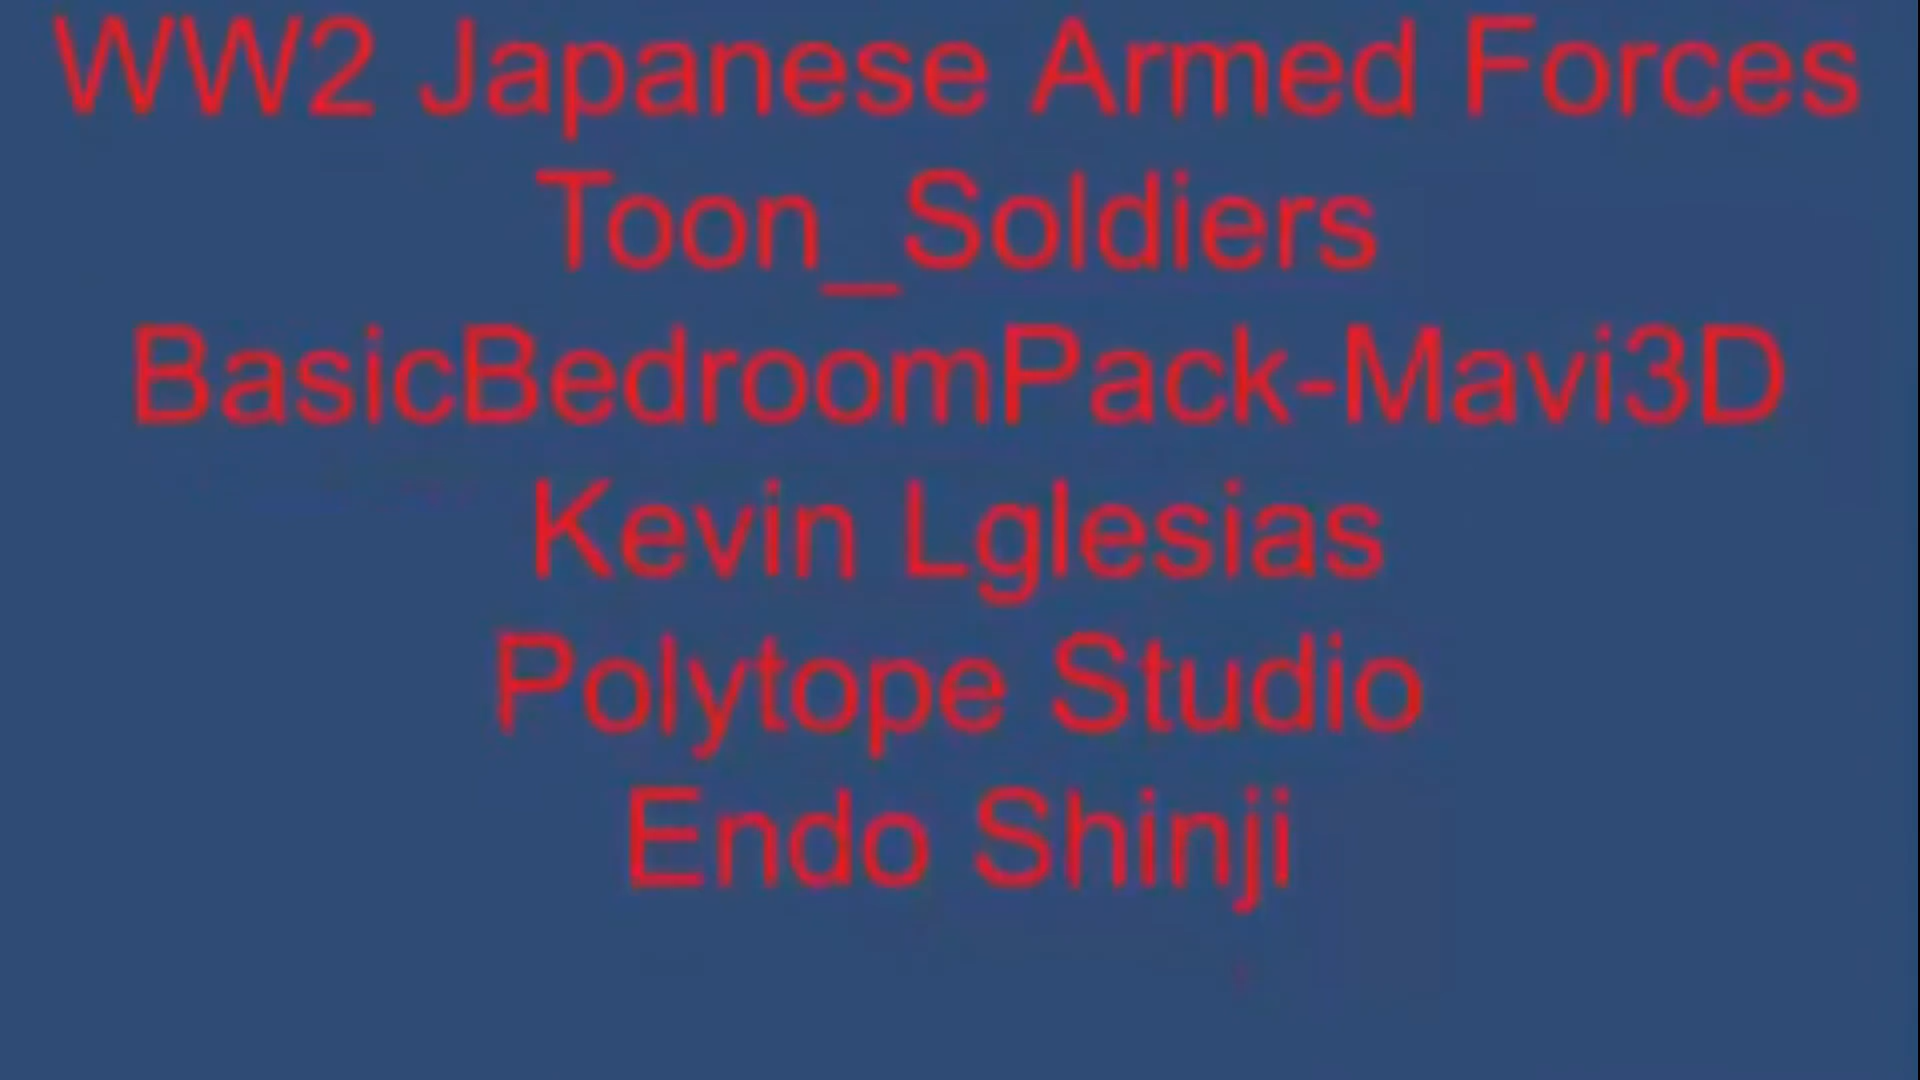 WW2 Japanese Armed Forces
Toon_Soldiers
BasicBedroomPack-Mavi3D
Kevin Lglesias
Polytope Studio
Endo Shinji